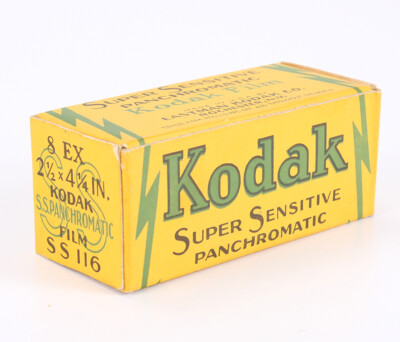 SUPER SENSITIVE
PANCHROMATIC
Kodak Film
EASTMAN KODAK CO.
ROCHESTER, N.Y.
8 EX.
2½ x 4¼ IN.
KODAK
S.S. PANCHROMATIC
FILM
SS 116
Kodak
SUPER SENSITIVE
PANCHROMATIC